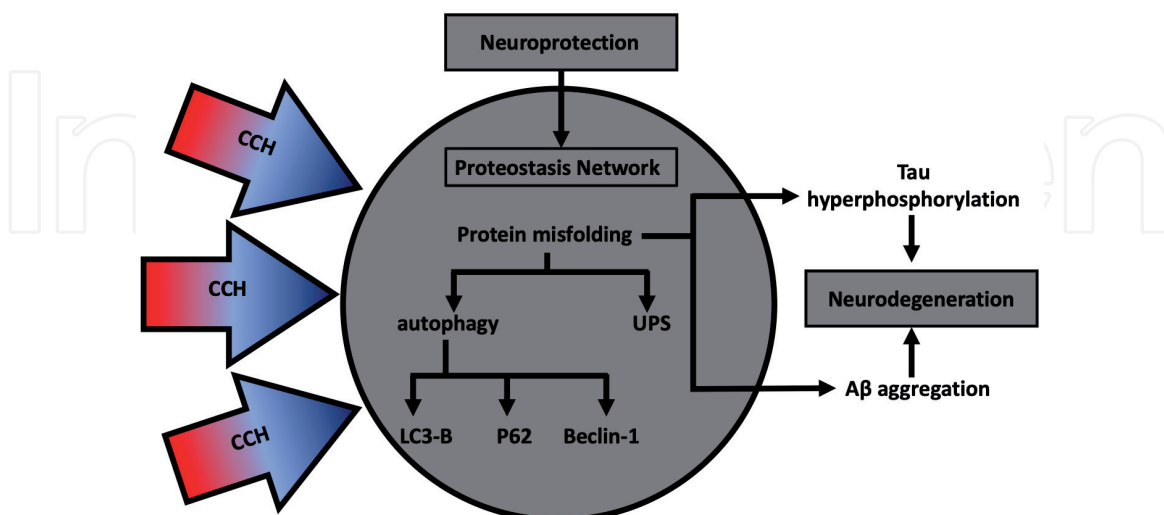 Neuroprotection
CCH
Proteostasis Network
Tau
hyperphosphorylation
Protein misfolding
CCH
Neurodegeneration
autophagy
UPS
Aβ aggregation
CCH
LC3-B
P62
Beclin-1